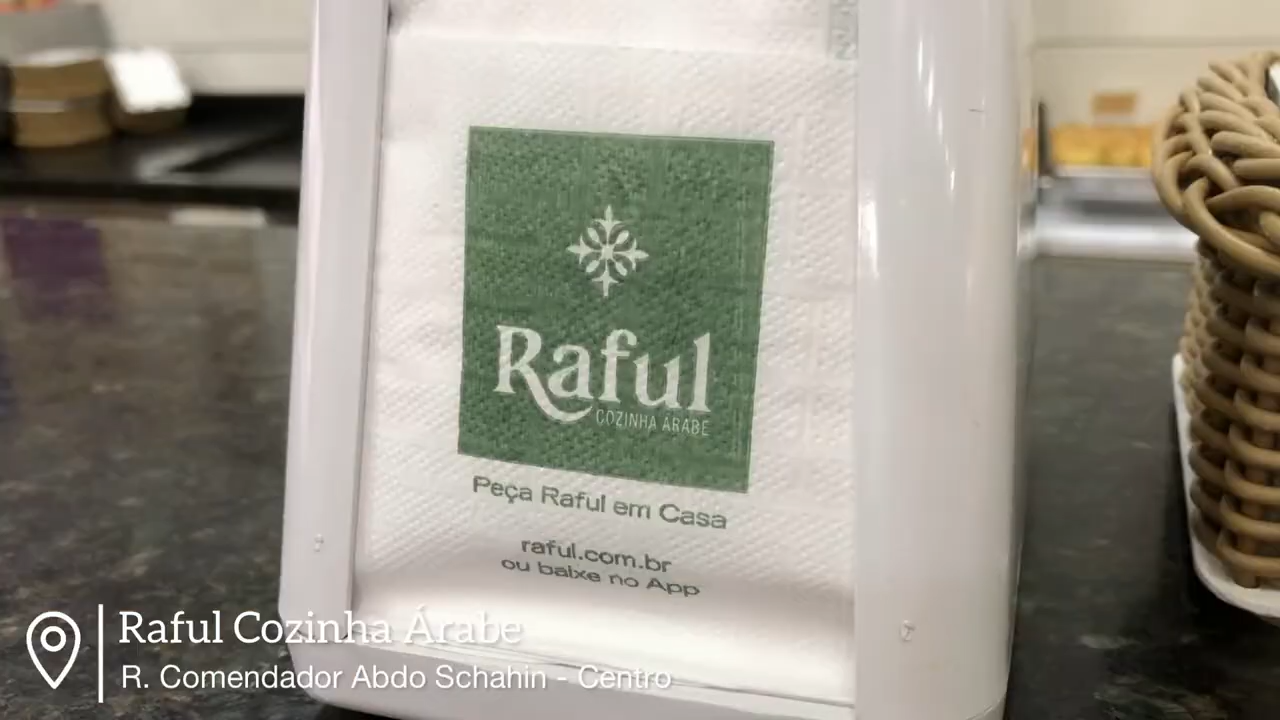 Raful
COZINHA ÁRABE
Peça Raful em Casa
raful.com.br
ou baixe no App
Raful Cozinha Árabe
R. Comendador Abdo Schahin - Centro